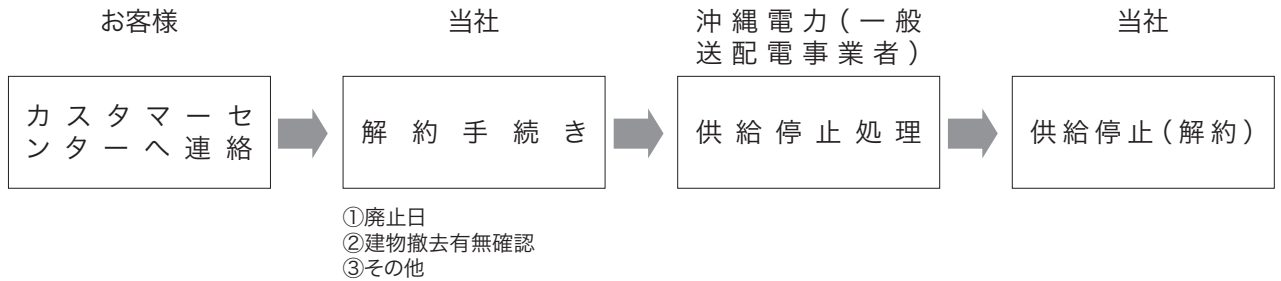 お客様
当社
沖縄電力(一般
送配電事業者)
当社
カスタマーセ
ンターへ連絡
解約手続き
供給停止処理
供給停止(解約)
①廃止日
②建物撤去有無確認
③その他